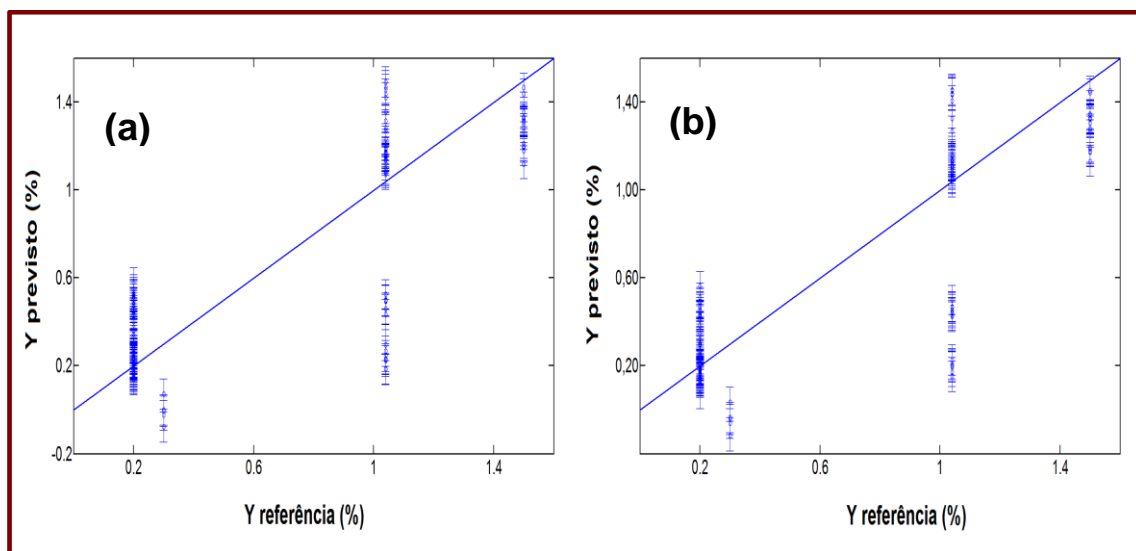 (a)
Y previsto (%)
1.4
1
0.6
0.2
-0.2
0.2 0.6 1 1.4
Y referência (%)
(b)
Y previsto (%)
1,40
1,00
0,60
0,20
0.2 0.6 1 1.4
Y referência (%)